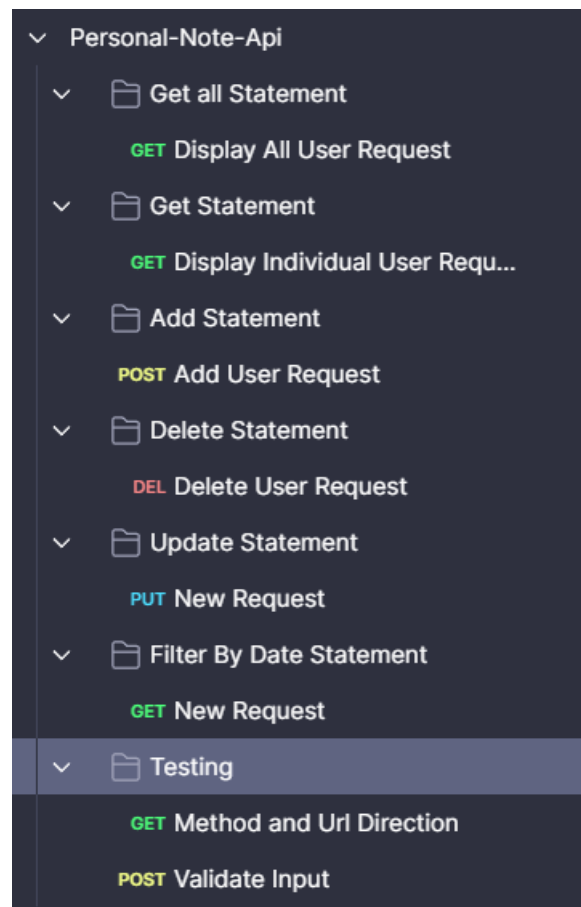 Personal-Note-Api
Get all Statement
GET Display All User Request
Get Statement
GET Display Individual User Requ...
Add Statement
POST Add User Request
Delete Statement
DEL Delete User Request
Update Statement
PUT New Request
Filter By Date Statement
GET New Request
Testing
GET Method and Url Direction
POST Validate Input